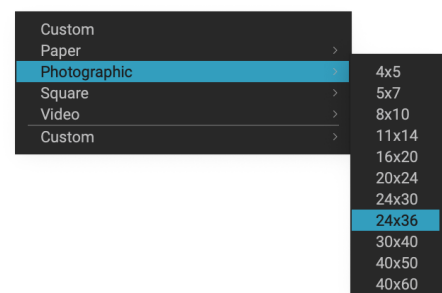 Custom
Paper
Photographic
Square
Video
Custom
4x5
5x7
8x10
11x14
16x20
20x24
24x30
24x36
30x40
40x50
40x60